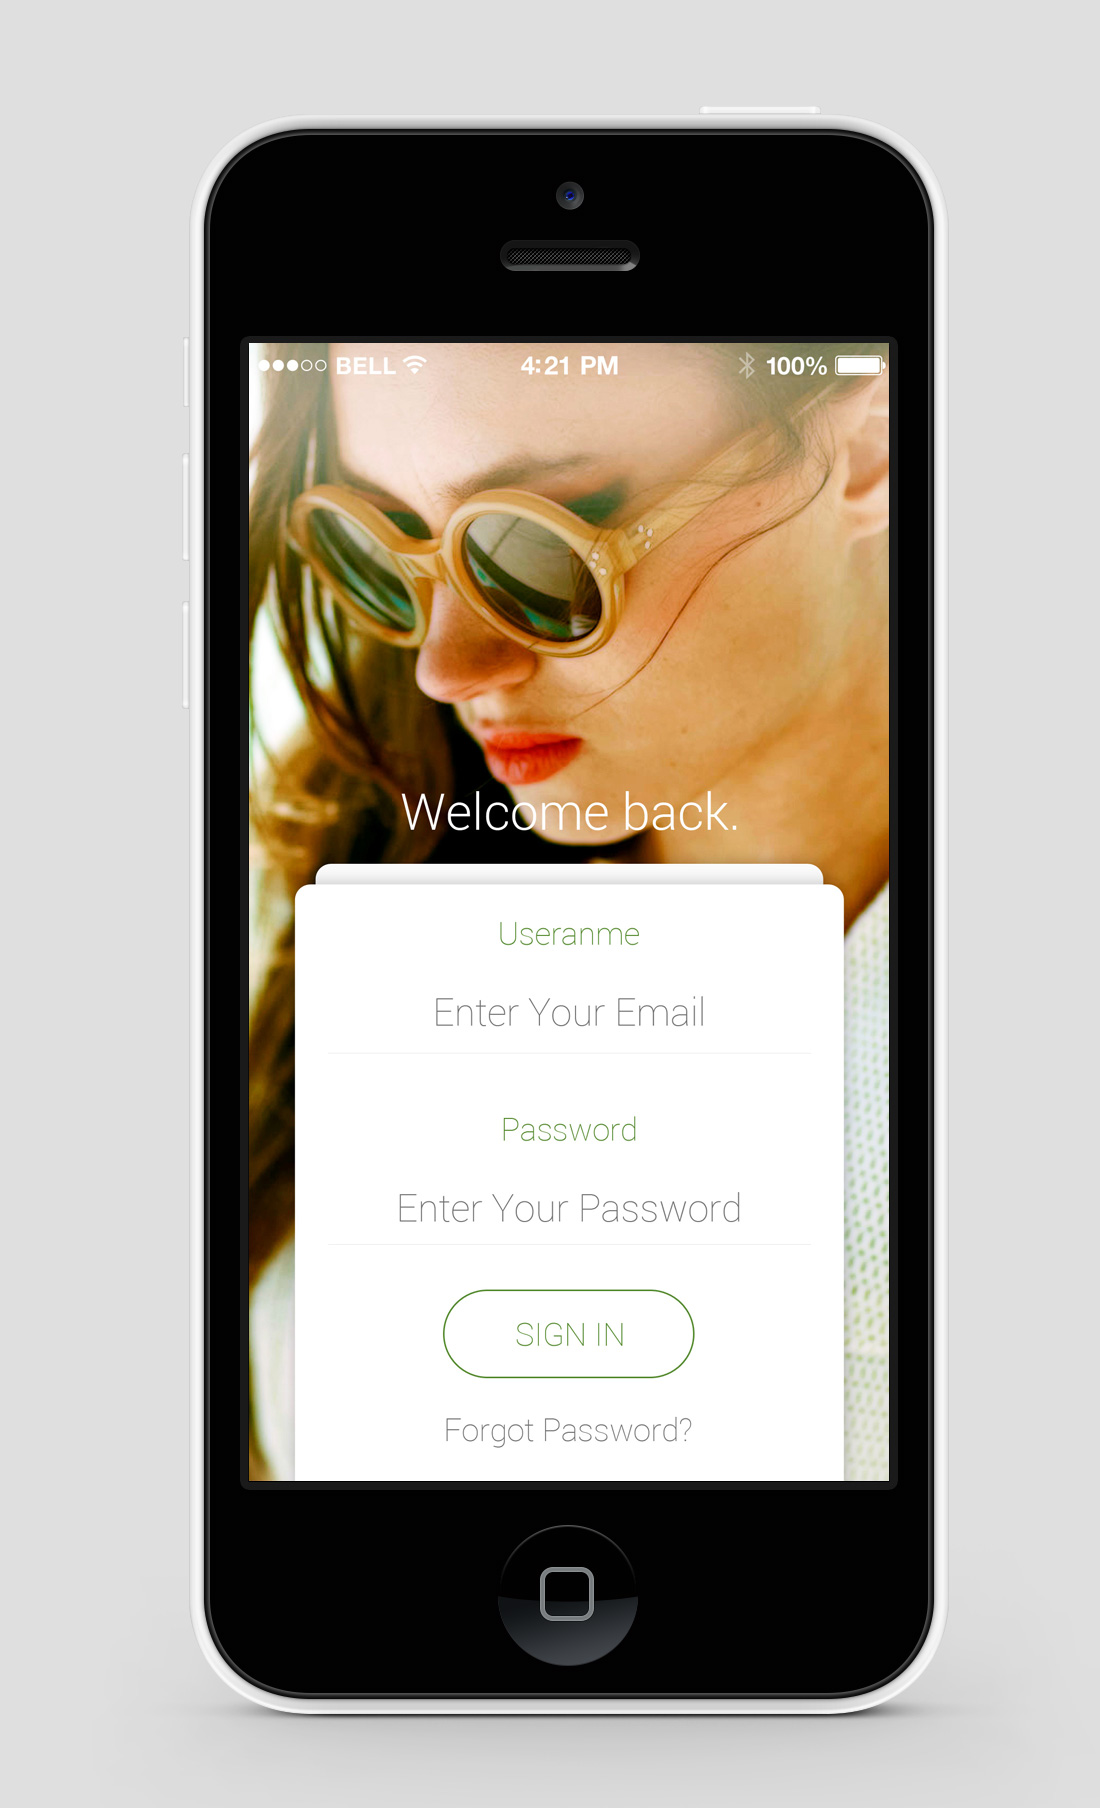 BELL 4:21 PM 100%
Welcome back.
Useranme
Enter Your Email
Password
Enter Your Password
SIGN IN
Forgot Password?